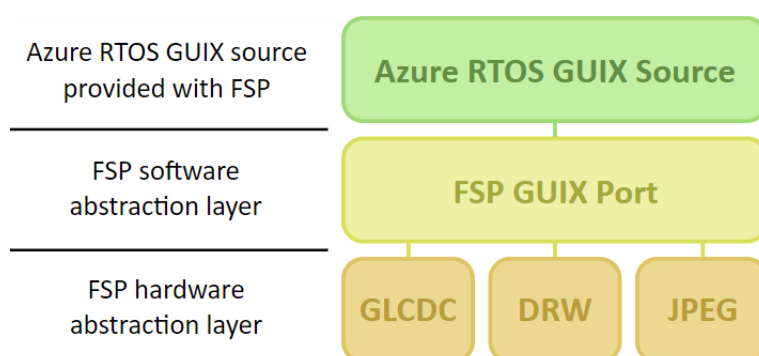 Azure RTOS GUIX source
provided with FSP
Azure RTOS GUIX Source
FSP software
abstraction layer
FSP GUIX Port
FSP hardware
abstraction layer
GLCDC
DRW
JPEG